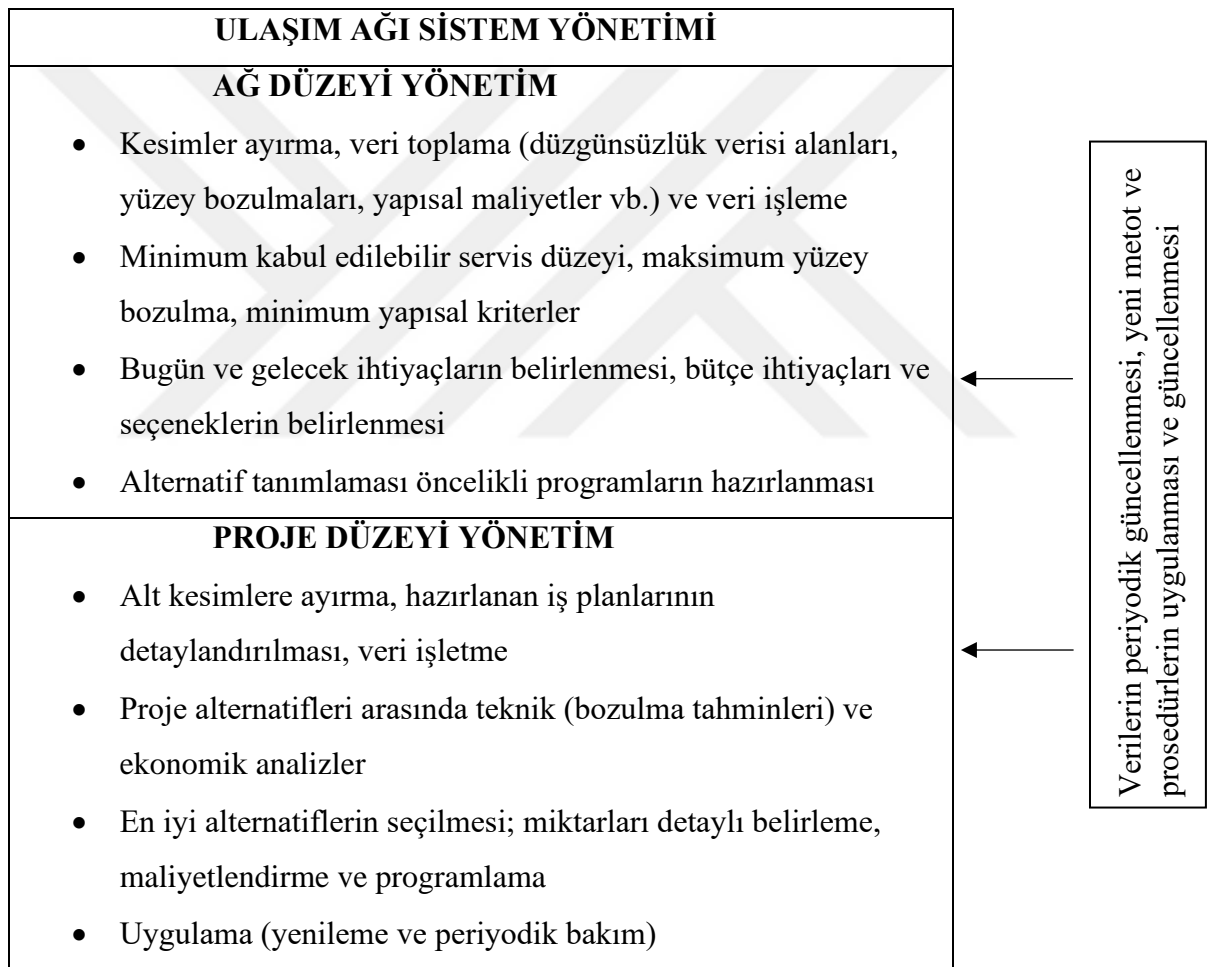 ULAŞIM AĞI SİSTEM YÖNETİMİ
AĞ DÜZEYİ YÖNETİM
• Kesimler ayırma, veri toplama (düzgünsüzlük verisi alanları,
yüzey bozulmaları, yapısal maliyetler vb.) ve veri işleme
• Minimum kabul edilebilir servis düzeyi, maksimum yüzey
bozulma, minimum yapısal kriterler
• Bugün ve gelecek ihtiyaçların belirlenmesi, bütçe ihtiyaçları ve
seçeneklerin belirlenmesi
• Alternatif tanımlaması öncelikli programların hazırlanması
PROJE DÜZEYİ YÖNETİM
• Alt kesimlere ayırma, hazırlanan iş planlarının
detaylandırılması, veri işletme
• Proje alternatifleri arasında teknik (bozulma tahminleri) ve
ekonomik analizler
• En iyi alternatiflerin seçilmesi; miktarları detaylı belirleme,
maliyetlendirme ve programlama
• Uygulama (yenileme ve periyodik bakım)
Verilerin periyodik güncellenmesi, yeni metot ve
prosedürlerin uygulanması ve güncellenmesi